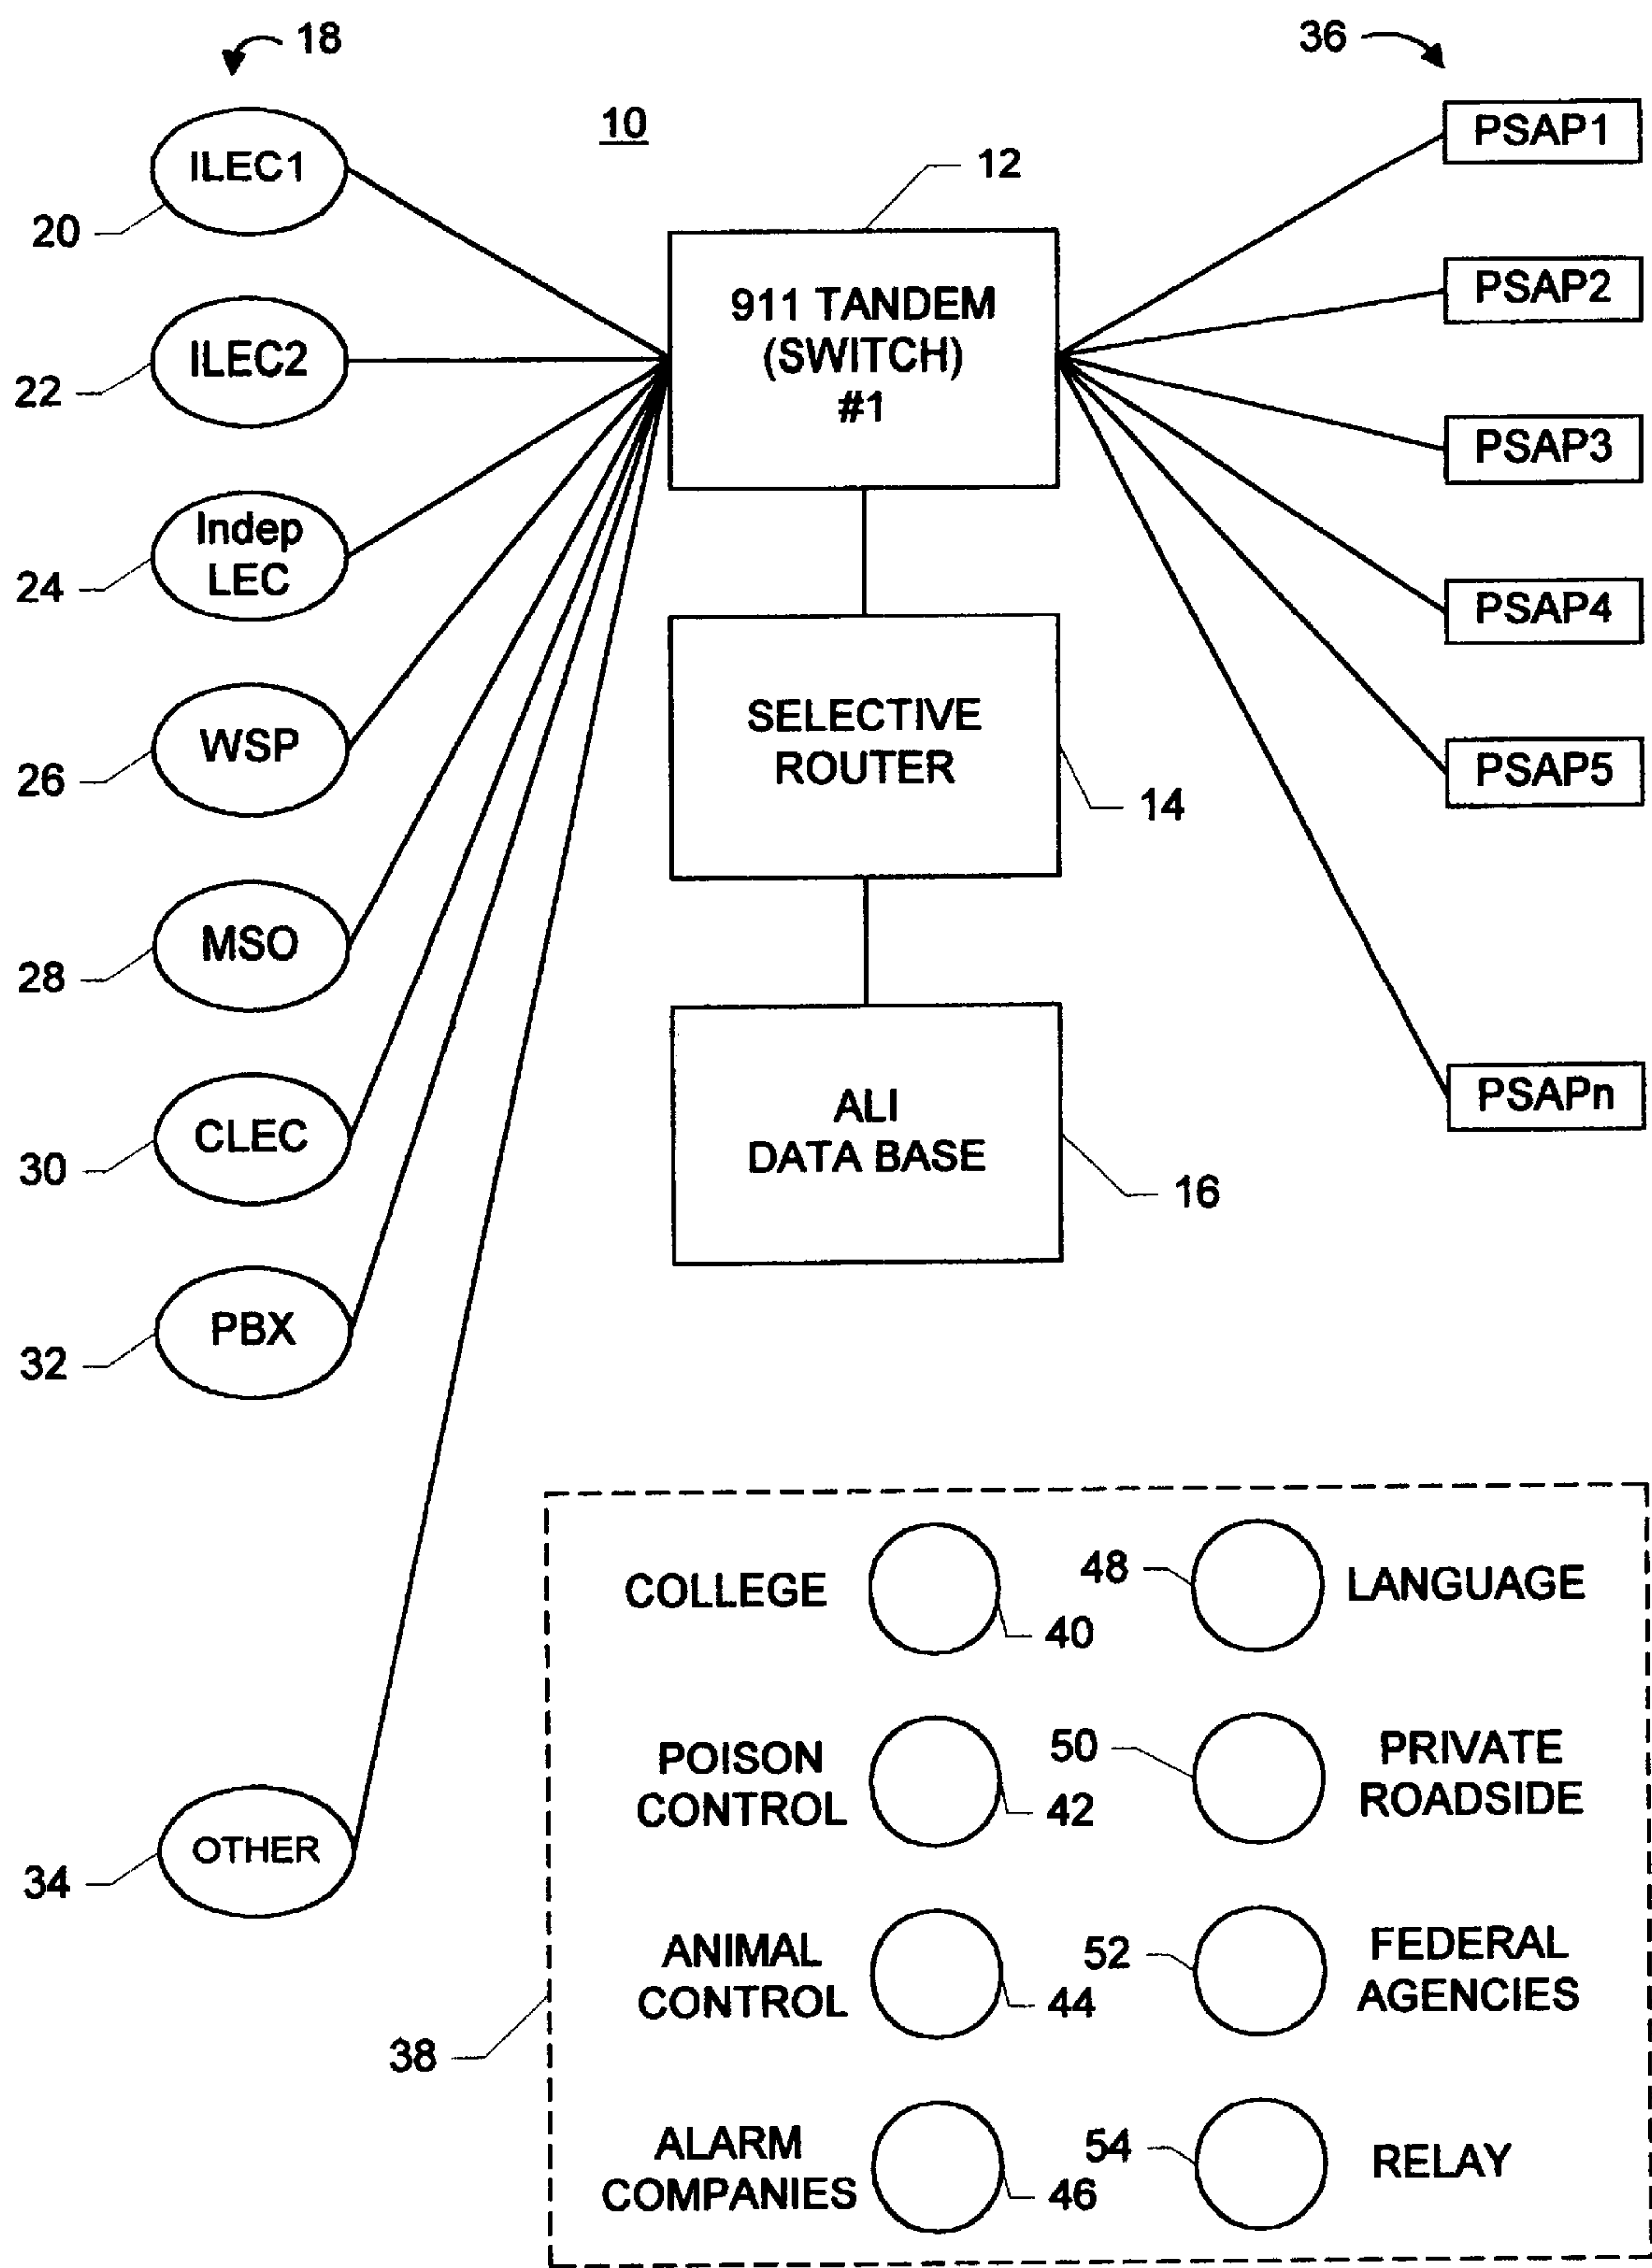 18
36
10
ILEC1
20
ILEC2
22
Indep
LEC
24
WSP
26
MSO
28
CLEC
30
PBX
32
OTHER
34
12
911 TANDEM
(SWITCH)
#1
SELECTIVE
ROUTER
14
ALI
DATA BASE
16
PSAP1
PSAP2
PSAP3
PSAP4
PSAP5
PSAPn
38
COLLEGE
40
48
LANGUAGE
POISON
CONTROL
42
50
PRIVATE
ROADSIDE
ANIMAL
CONTROL
44
52
FEDERAL
AGENCIES
ALARM
COMPANIES
46
54
RELAY